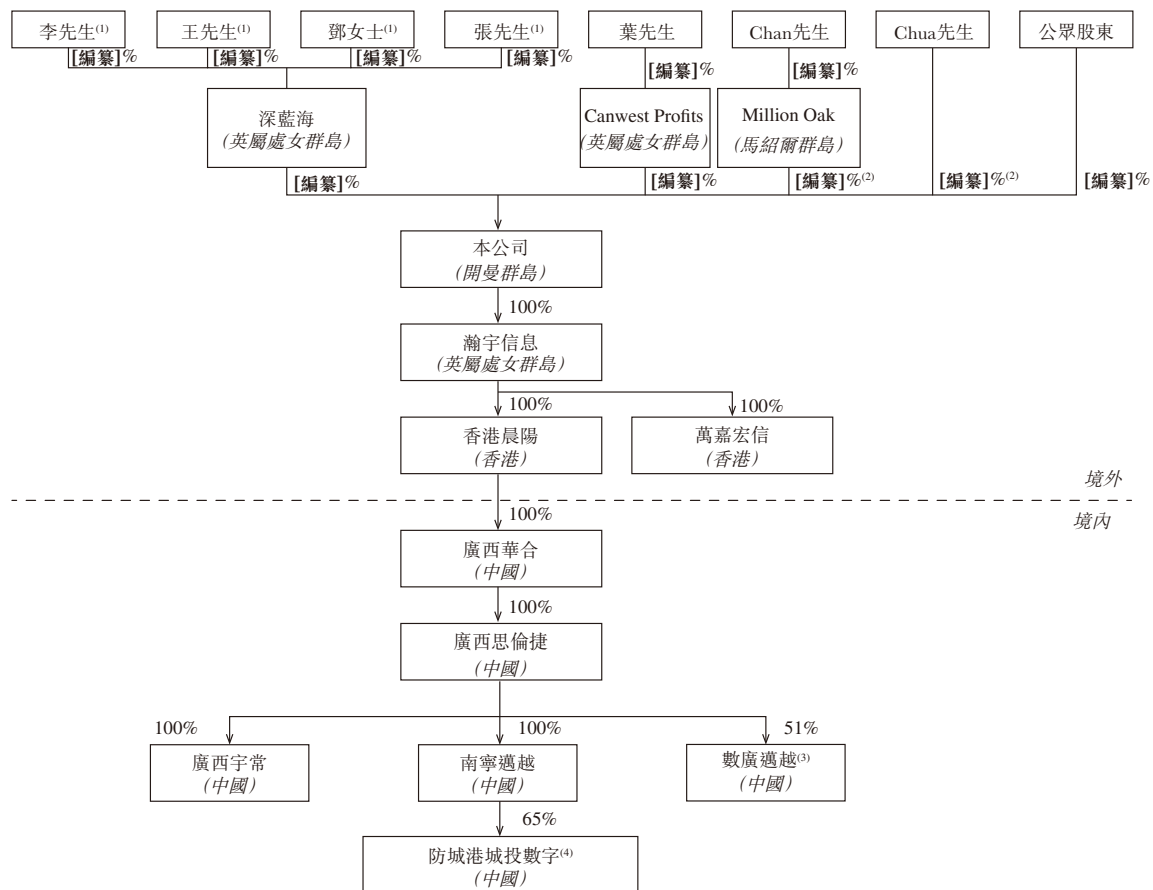 李先生(1)
王先生(1)
鄧女士(1)
張先生(1)
葉先生
Chan先生
Chua先生
公眾股東
[編纂]%
[編纂]%
[編纂]%
[編纂]%
[編纂]%
[編纂]%
深藍海
(英屬處女群島)
Canwest Profits
(英屬處女群島)
Million Oak
(馬紹爾群島)
[編纂]%
[編纂]%
[編纂]%(2)
[編纂]%(2)
[編纂]%
本公司
(開曼群島)
100%
瀚宇信息
(英屬處女群島)
100%
100%
香港晨陽
(香港)
萬嘉宏信
(香港)
境外
境內
100%
廣西華合
(中國)
100%
廣西思倫捷
(中國)
100%
100%
51%
廣西宇常
(中國)
南寧邁越
(中國)
數廣邁越(3)
(中國)
65%
防城港城投數字(4)
(中國)